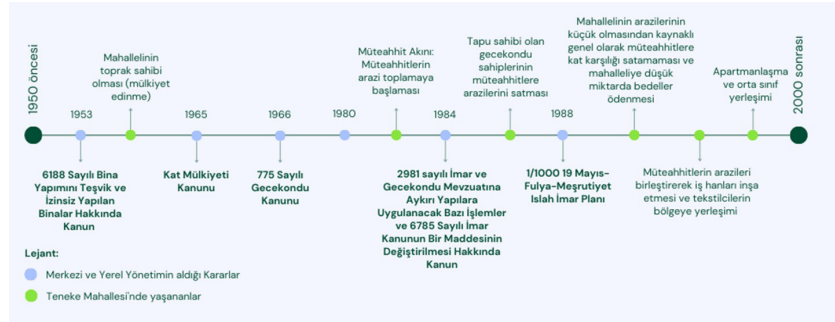 1950 öncesi
1953
Mahallelinin
toprak sahibi
olması (mülkiyet
edinme)
1965
1966
1980
Müteahhit Akını:
Müteahhitlerin
arazi toplamaya
başlaması
1984
Tapu sahibi olan
gecekondu
sahiplerinin
müteahhitlere
arazilerini satması
1988
Mahallelinin arazilerinin
küçük olmasından kaynaklı
genel olarak müteahhitlere
kat karşılığı satamaması ve
mahalleliye düşük
miktarda bedeller
ödenmesi
Apartmanlaşma
ve orta sınıf
yerleşimi
2000 sonrası
6188 Sayılı Bina
Yapımını Teşvik ve
İzinsiz Yapılan
Binalar Hakkında
Kanun
Kat Mülkiyeti
Kanunu
775 Sayılı
Gecekondu
Kanunu
2981 sayılı İmar ve
Gecekondu Mevzuatına
Aykırı Yapılara
Uygulanacak Bazı İşlemler
ve 6785 Sayılı İmar
Kanunun Bir Maddesinin
Değiştirilmesi Hakkında
Kanun
1/1000 19 Mayıs-
Fulya-Meşrutiyet
Islah İmar Planı
Müteahhitlerin arazileri
birleştirerek iş hanları inşa
etmesi ve tekstilcilerin
bölgeye yerleşimi
Lejant:
Merkezi ve Yerel Yönetimin aldığı Kararlar
Teneke Mahallesi'nde yaşananlar